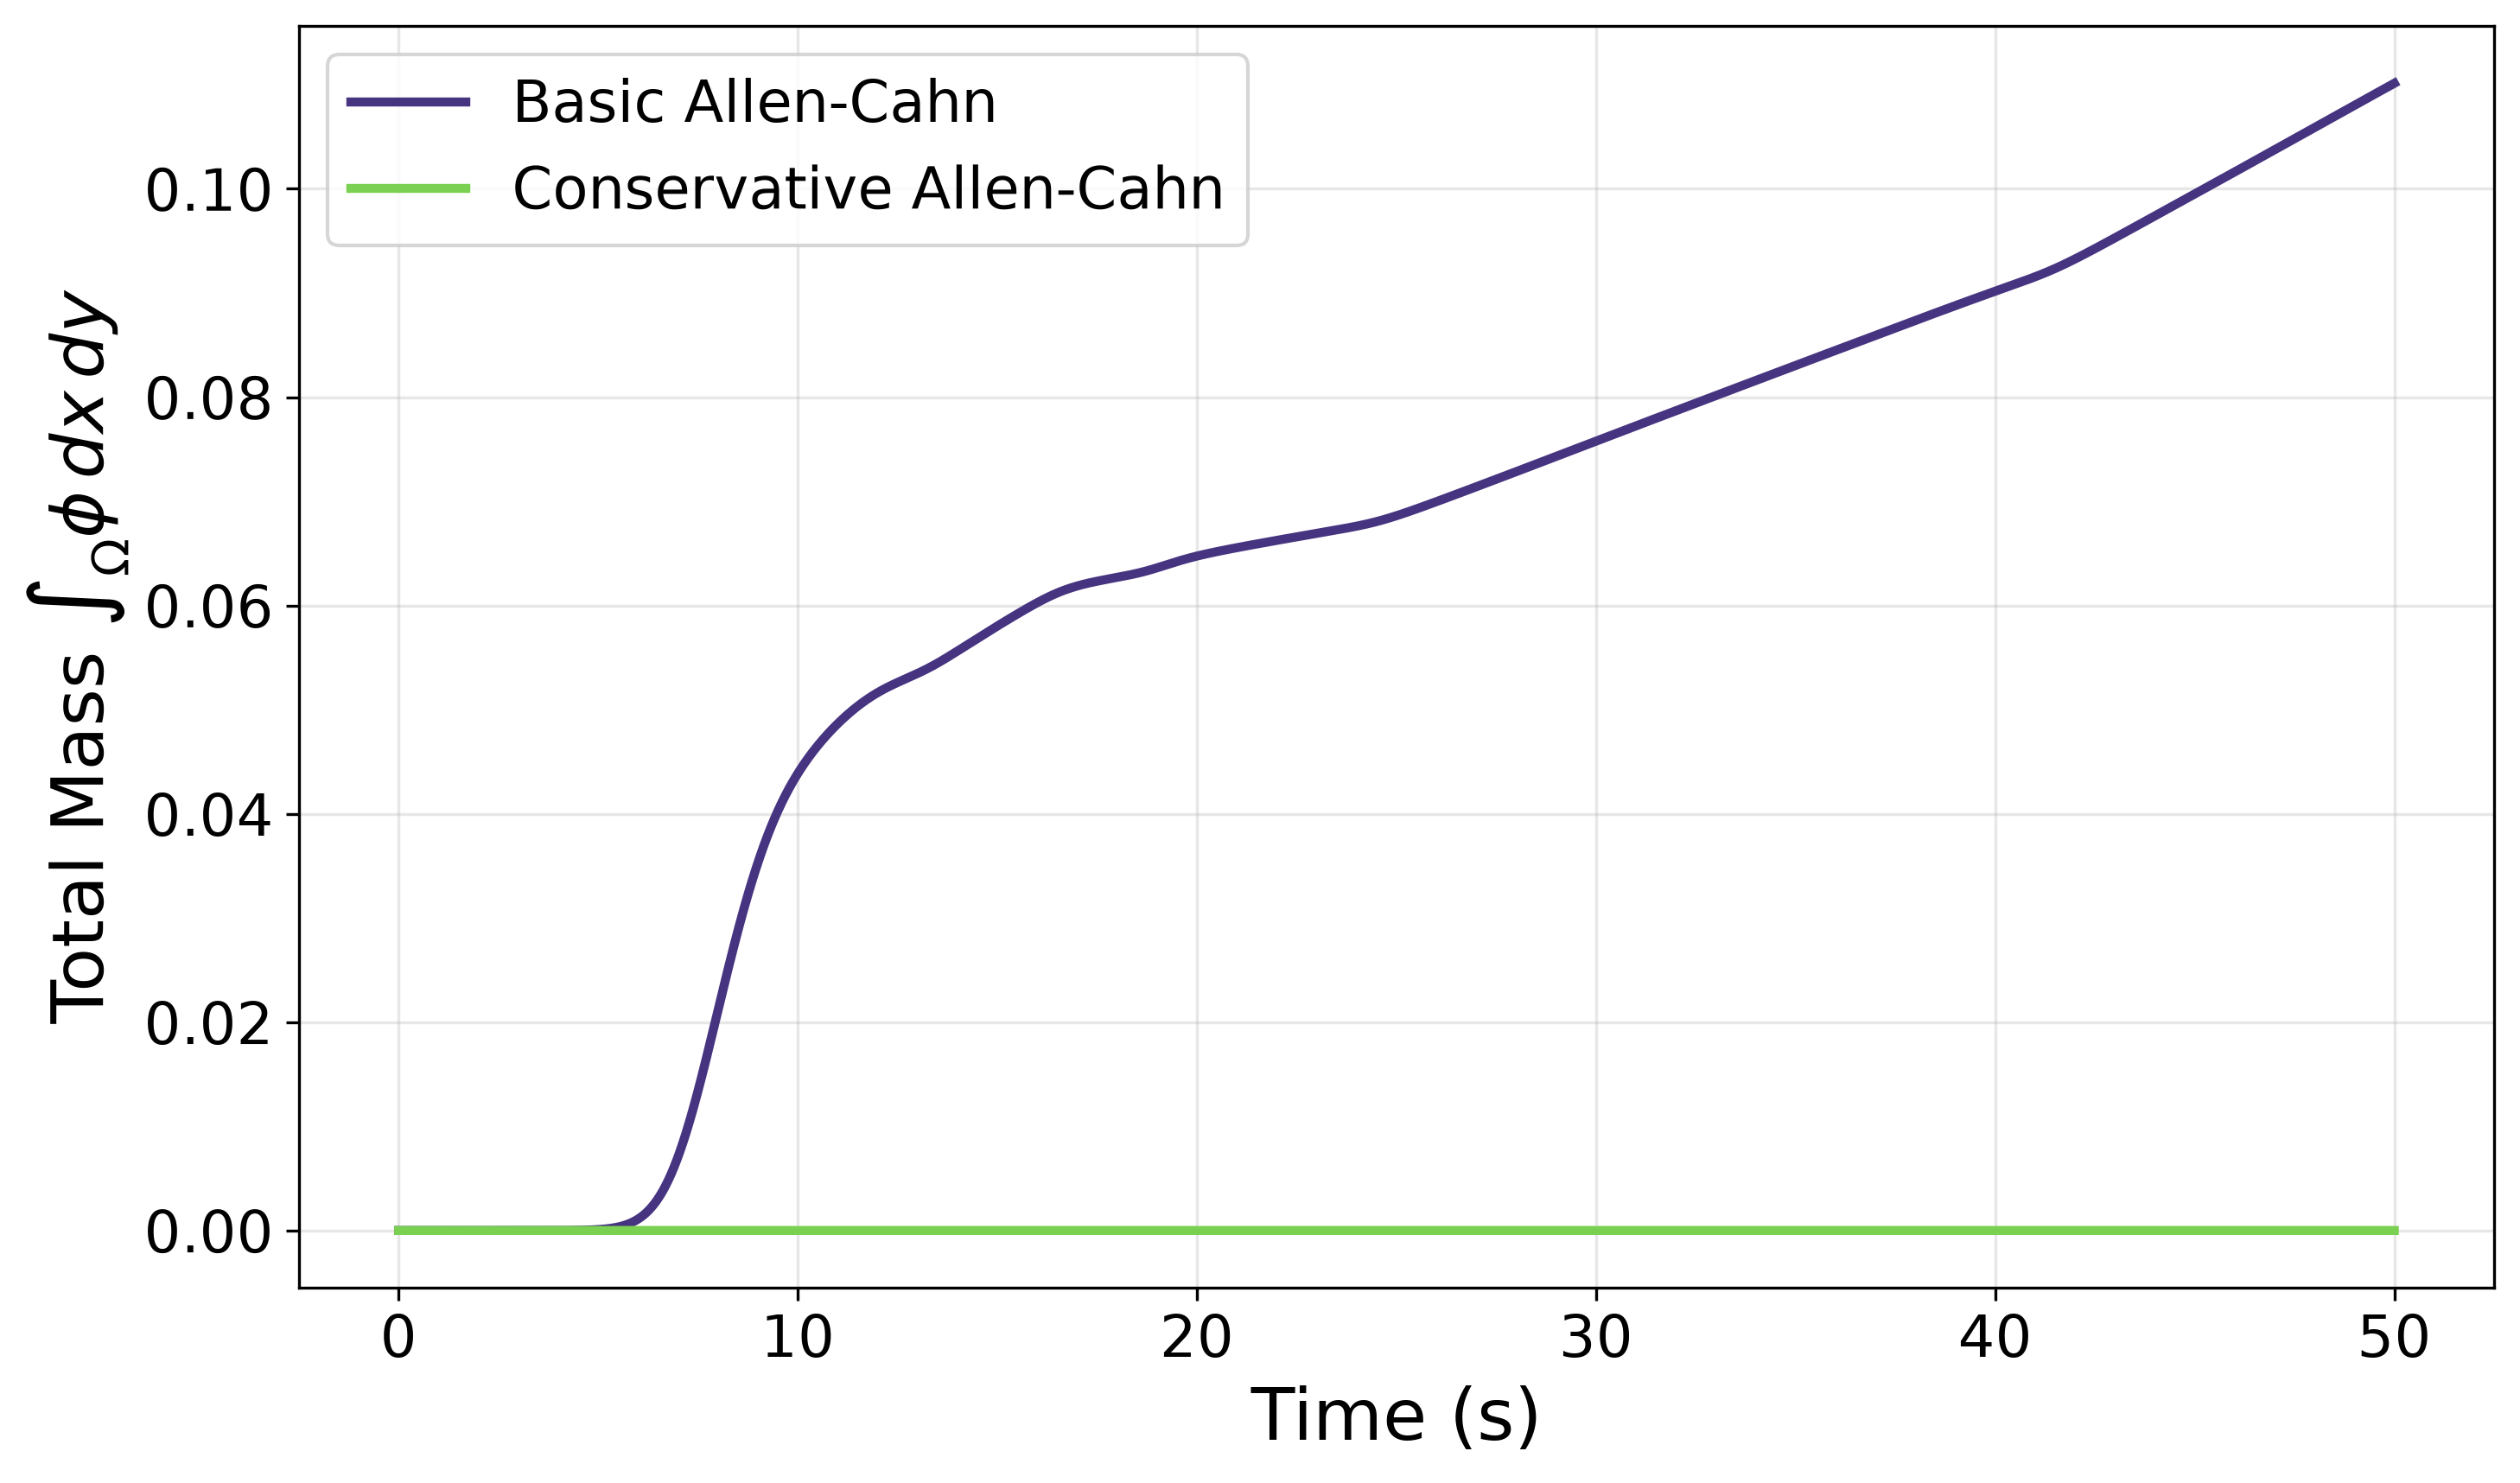 Basic Allen-Cahn
Conservative Allen-Cahn
Total Mass ∫_Ω ϕ dx dy
0.10
0.08
0.06
0.04
0.02
0.00
0 10 20 30 40 50
Time (s)